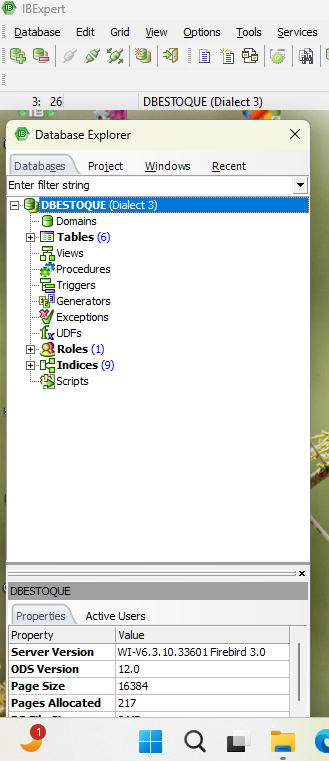 IBExpert
Database Edit Grid View Options Tools Services
3: 26 DBESTOQUE (Dialect 3)
IB
Database Explorer
Databases Project Windows Recent
Enter filter string
DBESTOQUE (Dialect 3)
Domains
Tables (6)
Views
Procedures
Triggers
Generators
Exceptions
UDFs
Roles (1)
Indices (9)
Scripts
DBESTOQUE
Properties Active Users
Property Value
Server Version WI-V6.3.10.33601 Firebird 3.0
ODS Version 12.0
Page Size 16384
Pages Allocated 217
1